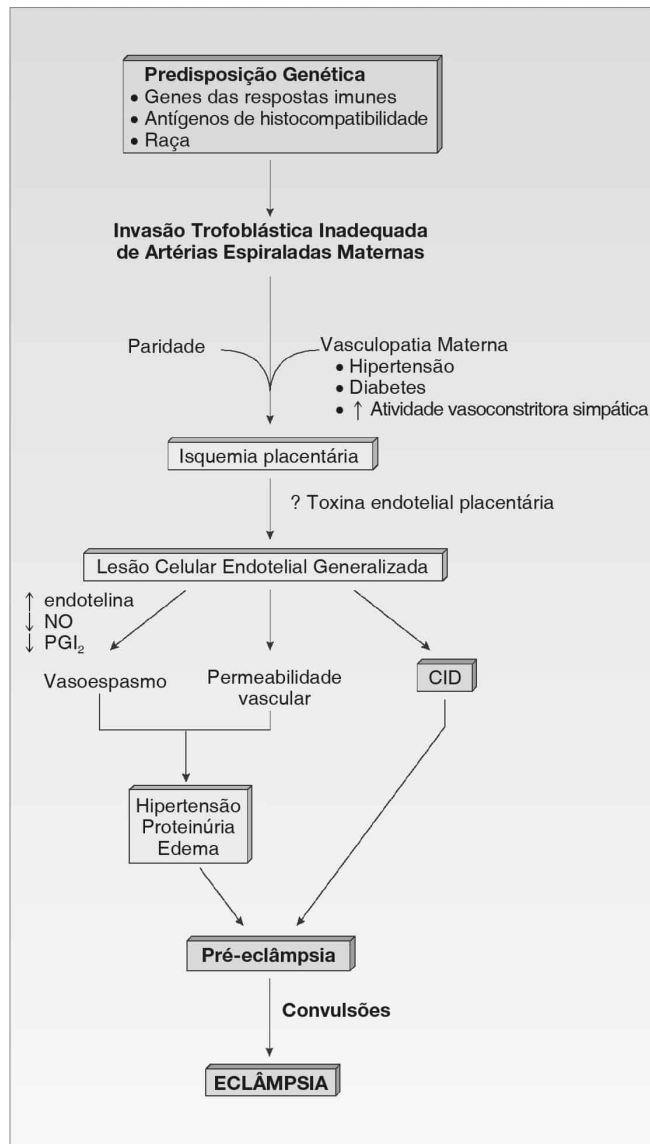 Predisposição Genética
• Genes das respostas imunes
• Antígenos de histocompatibilidade
• Raça
Invasão Trofoblástica Inadequada
de Artérias Espiraladas Maternas
Paridade
Vasculopatia Materna
• Hipertensão
• Diabetes
• ↑ Atividade vasoconstritora simpática
Isquemia placentária
? Toxina endotelial placentária
Lesão Celular Endotelial Generalizada
↑ endotelina
↓ NO
↓ PGI₂
Vasoespasmo
Permeabilidade
vascular
CID
Hipertensão
Proteinúria
Edema
Pré-eclâmpsia
Convulsões
ECLÂMPSIA